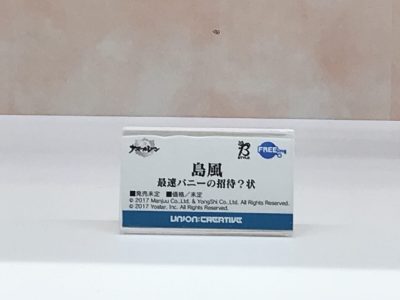 アズールレーン
B'full FREEing
島風
最速バニーの招待？状
■発売未定 ■価格／未定
© 2017 Manjuu Co.,Ltd. & YongShi Co.,Ltd. All Rights Reserved.
© 2017 Yostar, Inc. All Rights Reserved.
UNION:CREATIVE